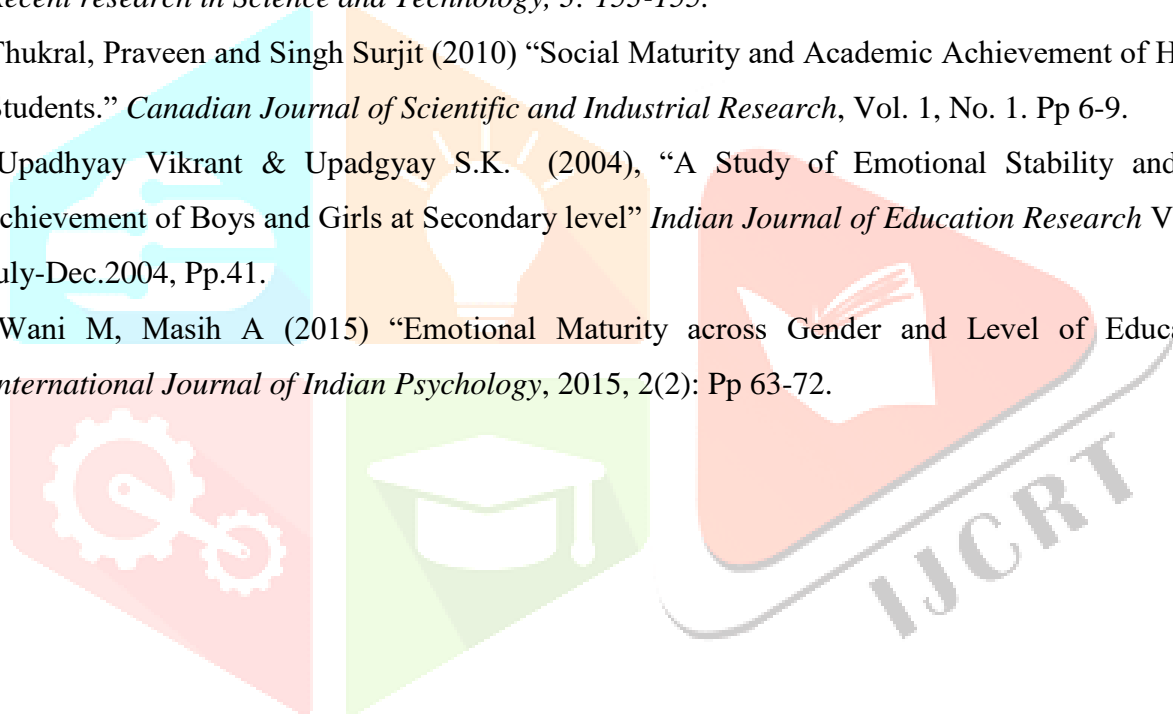 Recent research in Science and Technology, 3: 153-155.
Thukral, Praveen and Singh Surjit (2010) “Social Maturity and Academic Achievement of H
Students.” Canadian Journal of Scientific and Industrial Research, Vol. 1, No. 1. Pp 6-9.
Upadhyay Vikrant & Upadgyay S.K. (2004), “A Study of Emotional Stability and
chievement of Boys and Girls at Secondary level” Indian Journal of Education Research V
uly-Dec.2004, Pp.41.
Wani M, Masih A (2015) “Emotional Maturity across Gender and Level of Educa
nternational Journal of Indian Psychology, 2015, 2(2): Pp 63-72.
IJCRT